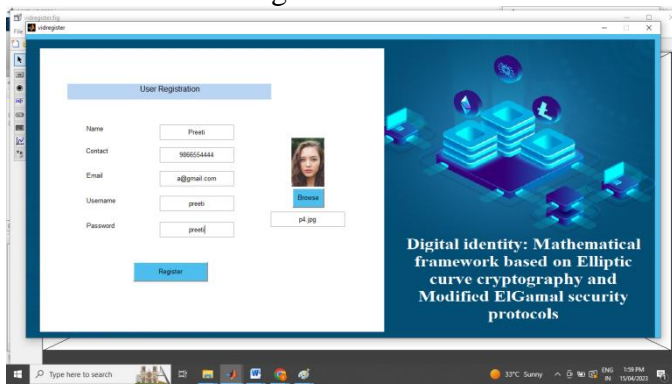 vidregister.fig
File
vidregister
User Registration
Name
Preeti
Contact
9866554444
Email
a@gmail.com
Username
preeti
Browse
Password
preeti
p4.jpg
Register
Digital identity: Mathematical
framework based on Elliptic
curve cryptography and
Modified ElGamal security
protocols
Type here to search
33°C Sunny
ENG
IN
1:59 PM
15/04/2023